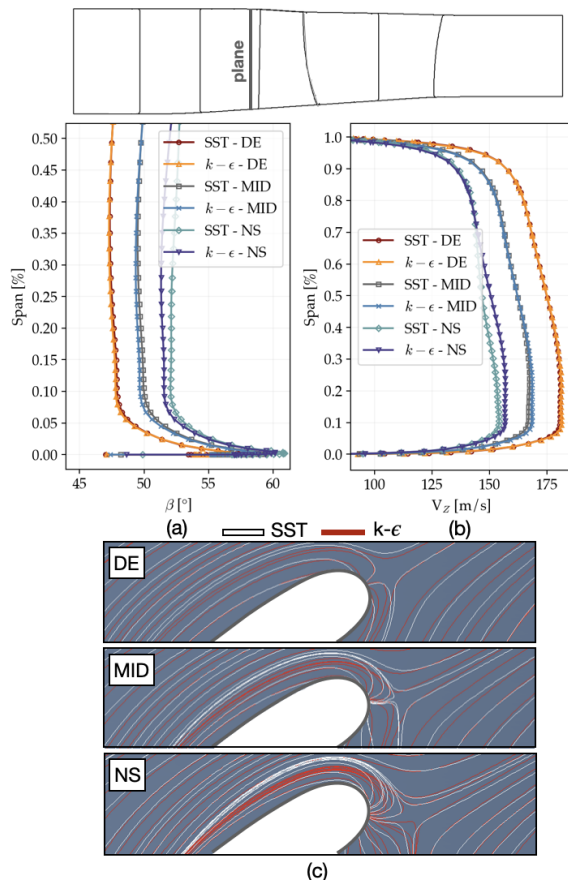 plane
0.50
0.45
0.40
0.35
0.30
0.25
0.20
0.15
0.10
0.05
0.00
Span [%]
SST - DE
k − ϵ - DE
SST - MID
k − ϵ - MID
SST - NS
k − ϵ - NS
45 50 55 60
β [°]
(a)
1.0
0.9
0.8
0.7
0.6
0.5
0.4
0.3
0.2
0.1
0.0
Span [%]
SST - DE
k − ϵ - DE
SST - MID
k − ϵ - MID
SST - NS
k − ϵ - NS
100 125 150 175
V_Z [m/s]
(b)
SST k-ϵ
DE
MID
NS
(c)